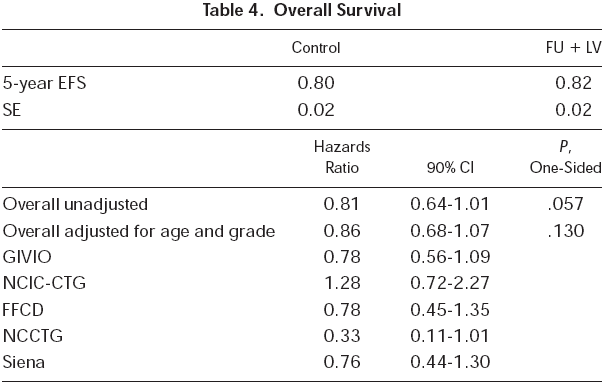 Table 4. Overall Survival
Control FU + LV
5-year EFS 0.80 0.82
SE 0.02 0.02
Hazards P,
Ratio 90% CI One-Sided
Overall unadjusted 0.81 0.64-1.01 .057
Overall adjusted for age and grade 0.86 0.68-1.07 .130
GIVIO 0.78 0.56-1.09
NCIC-CTG 1.28 0.72-2.27
FFCD 0.78 0.45-1.35
NCCTG 0.33 0.11-1.01
Siena 0.76 0.44-1.30